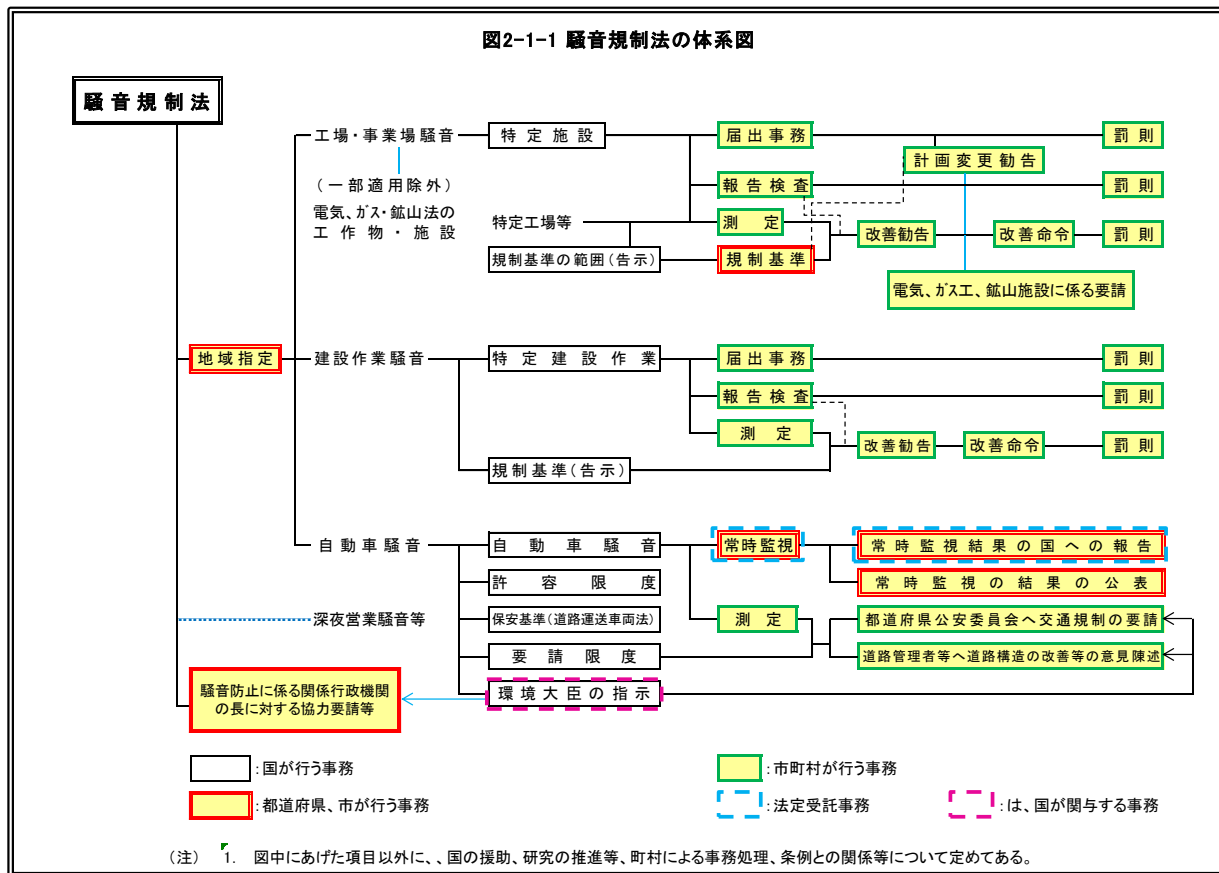 図2-1-1 騒音規制法の体系図
騒音規制法
工場・事業場騒音
特定施設
届出事務
罰則
計画変更勧告
(一部適用除外)
電気、ガス・鉱山法の
工作物・施設
報告検査
罰則
特定工場等
測定
改善勧告
改善命令
罰則
規制基準の範囲(告示)
規制基準
電気、ガス工、鉱山施設に係る要請
地域指定
建設作業騒音
特定建設作業
届出事務
罰則
報告検査
罰則
測定
改善勧告
改善命令
罰則
規制基準(告示)
自動車騒音
自動車騒音
常時監視
常時監視結果の国への報告
許容限度
常時監視の結果の公表
深夜営業騒音等
保安基準(道路運送車両法)
測定
都道府県公安委員会へ交通規制の要請
要請限度
道路管理者等へ道路構造の改善等の意見陳述
騒音防止に係る関係行政機関
の長に対する協力要請等
環境大臣の指示
:国が行う事務
:市町村が行う事務
:都道府県、市が行う事務
:法定受託事務
:は、国が関与する事務
(注) 1. 図中にあげた項目以外に、、国の援助、研究の推進等、町村による事務処理、条例との関係等について定めてある。